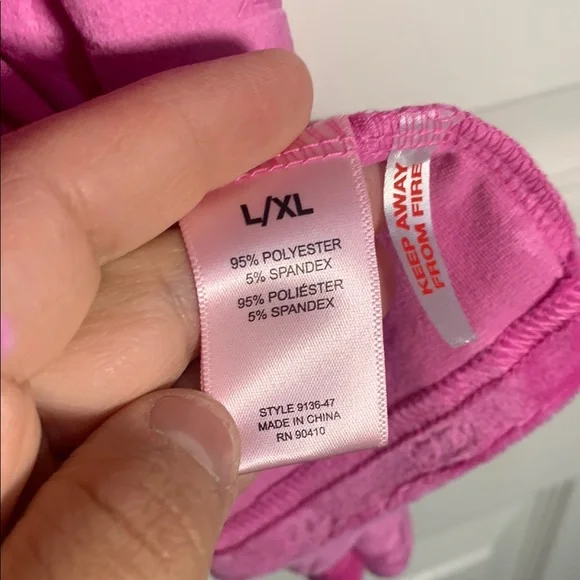 L/XL
95% POLYESTER
5% SPANDEX
95% POLIÉSTER
5% SPANDEX
STYLE 9136-47
MADE IN CHINA
RN 90410
KEEP AWAY
FROM FIRE